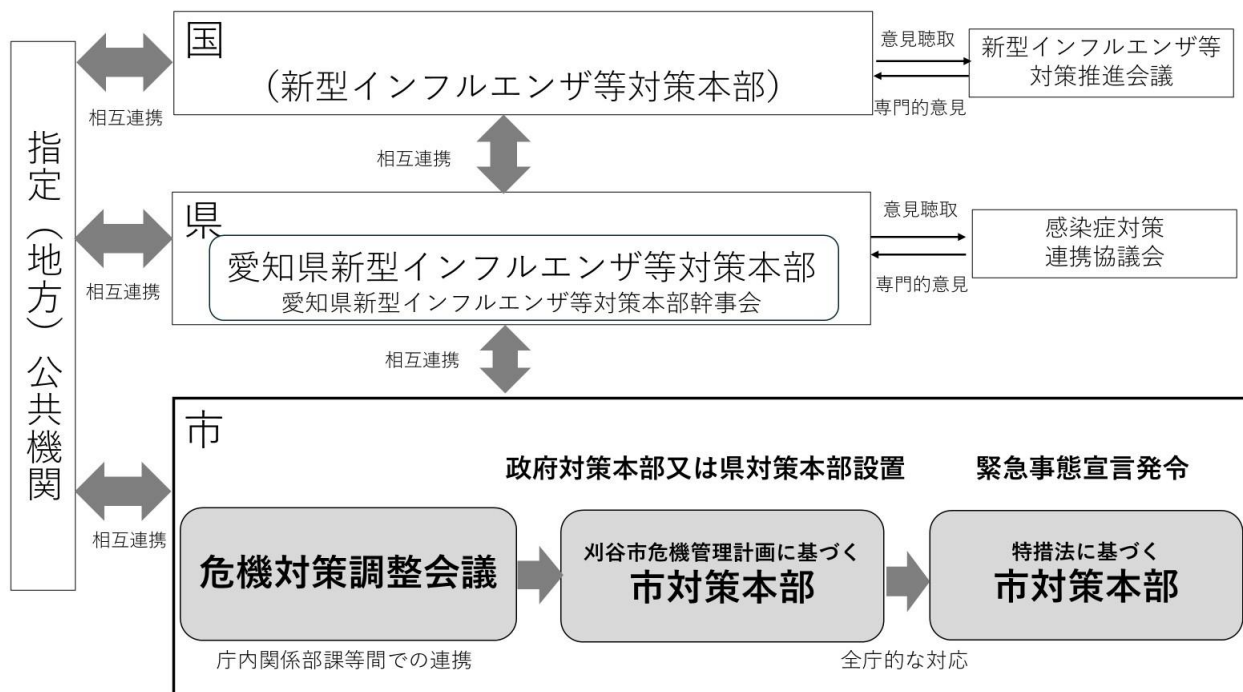 指定（地方）公共機関
国
（新型インフルエンザ等対策本部）
相互連携
意見聴取
専門的意見
新型インフルエンザ等
対策推進会議
相互連携
県
愛知県新型インフルエンザ等対策本部
愛知県新型インフルエンザ等対策本部幹事会
相互連携
意見聴取
専門的意見
感染症対策
連携協議会
相互連携
市
政府対策本部又は県対策本部設置
緊急事態宣言発令
相互連携
危機対策調整会議
刈谷市危機管理計画に基づく
市対策本部
特措法に基づく
市対策本部
庁内関係部課等間での連携
全庁的な対応